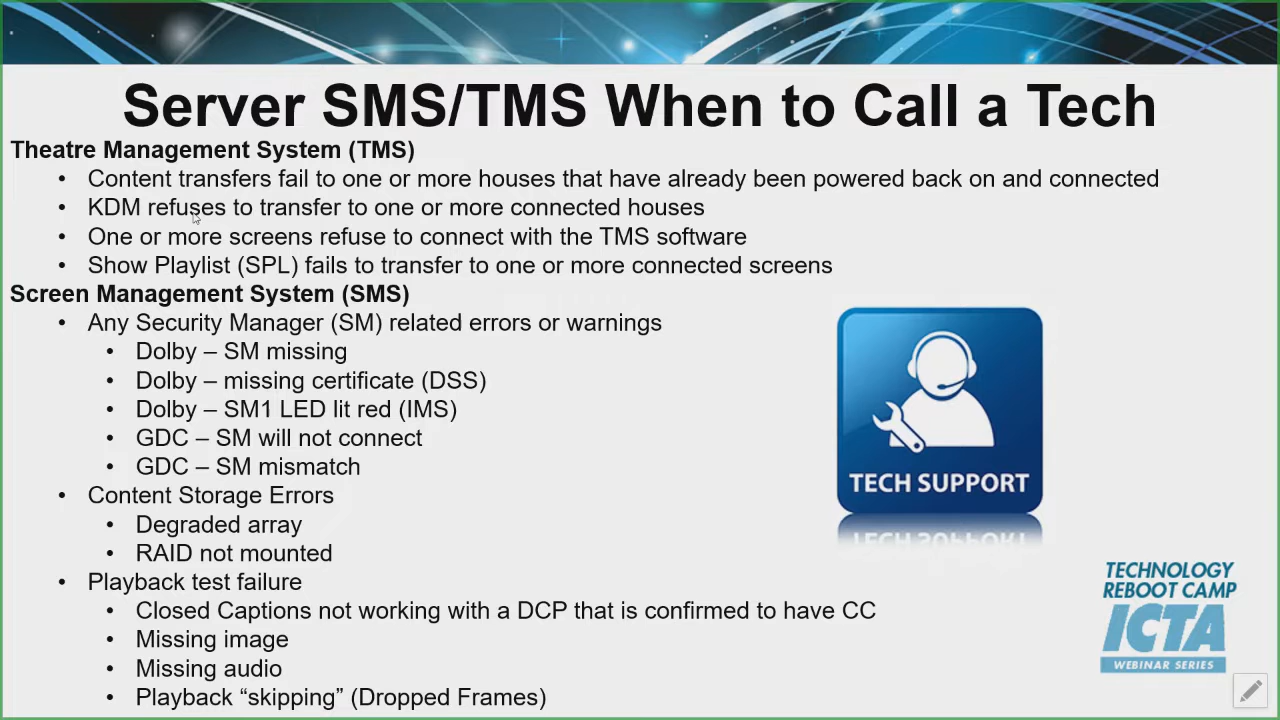 Server SMS/TMS When to Call a Tech
Theatre Management System (TMS)
• Content transfers fail to one or more houses that have already been powered back on and connected
• KDM refuses to transfer to one or more connected houses
• One or more screens refuse to connect with the TMS software
• Show Playlist (SPL) fails to transfer to one or more connected screens
Screen Management System (SMS)
• Any Security Manager (SM) related errors or warnings
• Dolby – SM missing
• Dolby – missing certificate (DSS)
• Dolby – SM1 LED lit red (IMS)
• GDC – SM will not connect
• GDC – SM mismatch
• Content Storage Errors
• Degraded array
• RAID not mounted
• Playback test failure
• Closed Captions not working with a DCP that is confirmed to have CC
• Missing image
• Missing audio
• Playback “skipping” (Dropped Frames)
TECH SUPPORT
TECHNOLOGY
REBOOT CAMP
ICTA
WEBINAR SERIES